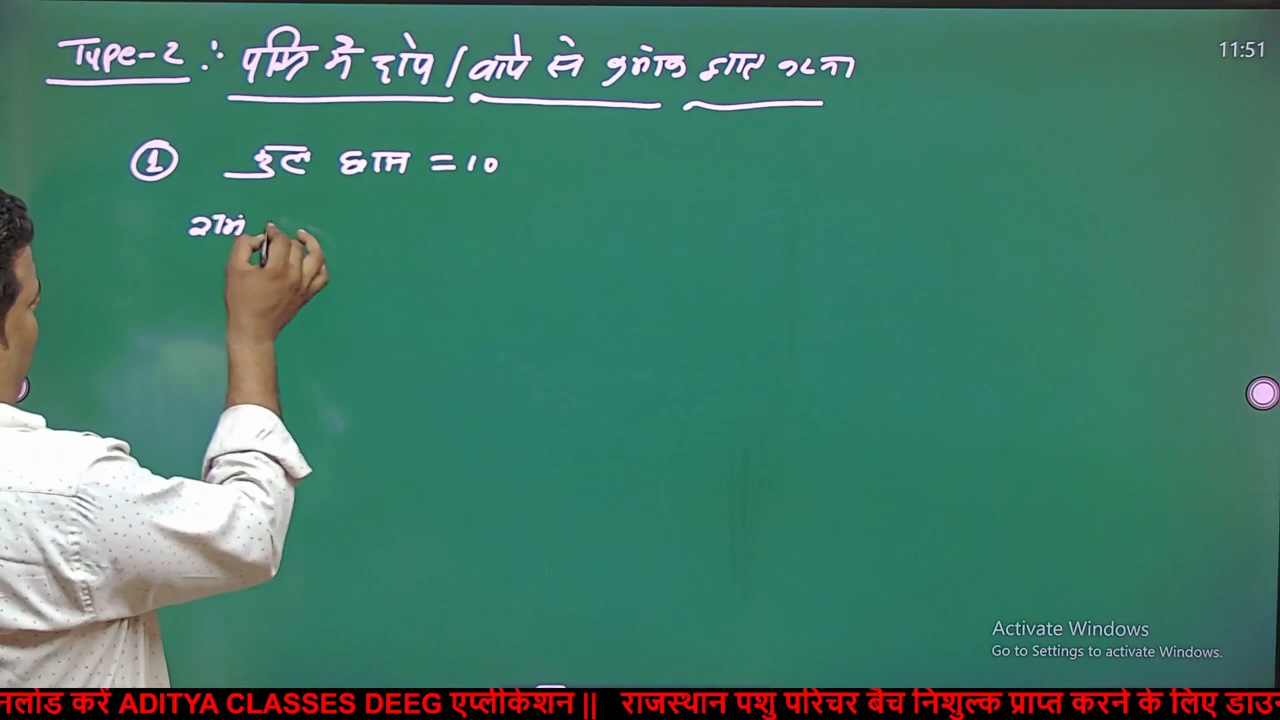 Type-2 : पंक्ति में दांये / बांये से क्रमांक ज्ञात करना
11:51
① कुल छात्र = 10
राम
Activate Windows
Go to Settings to activate Windows.
नलोड करें ADITYA CLASSES DEEG एप्लीकेशन || राजस्थान पशु परिचर बैच निशुल्क प्राप्त करने के लिए डाउन